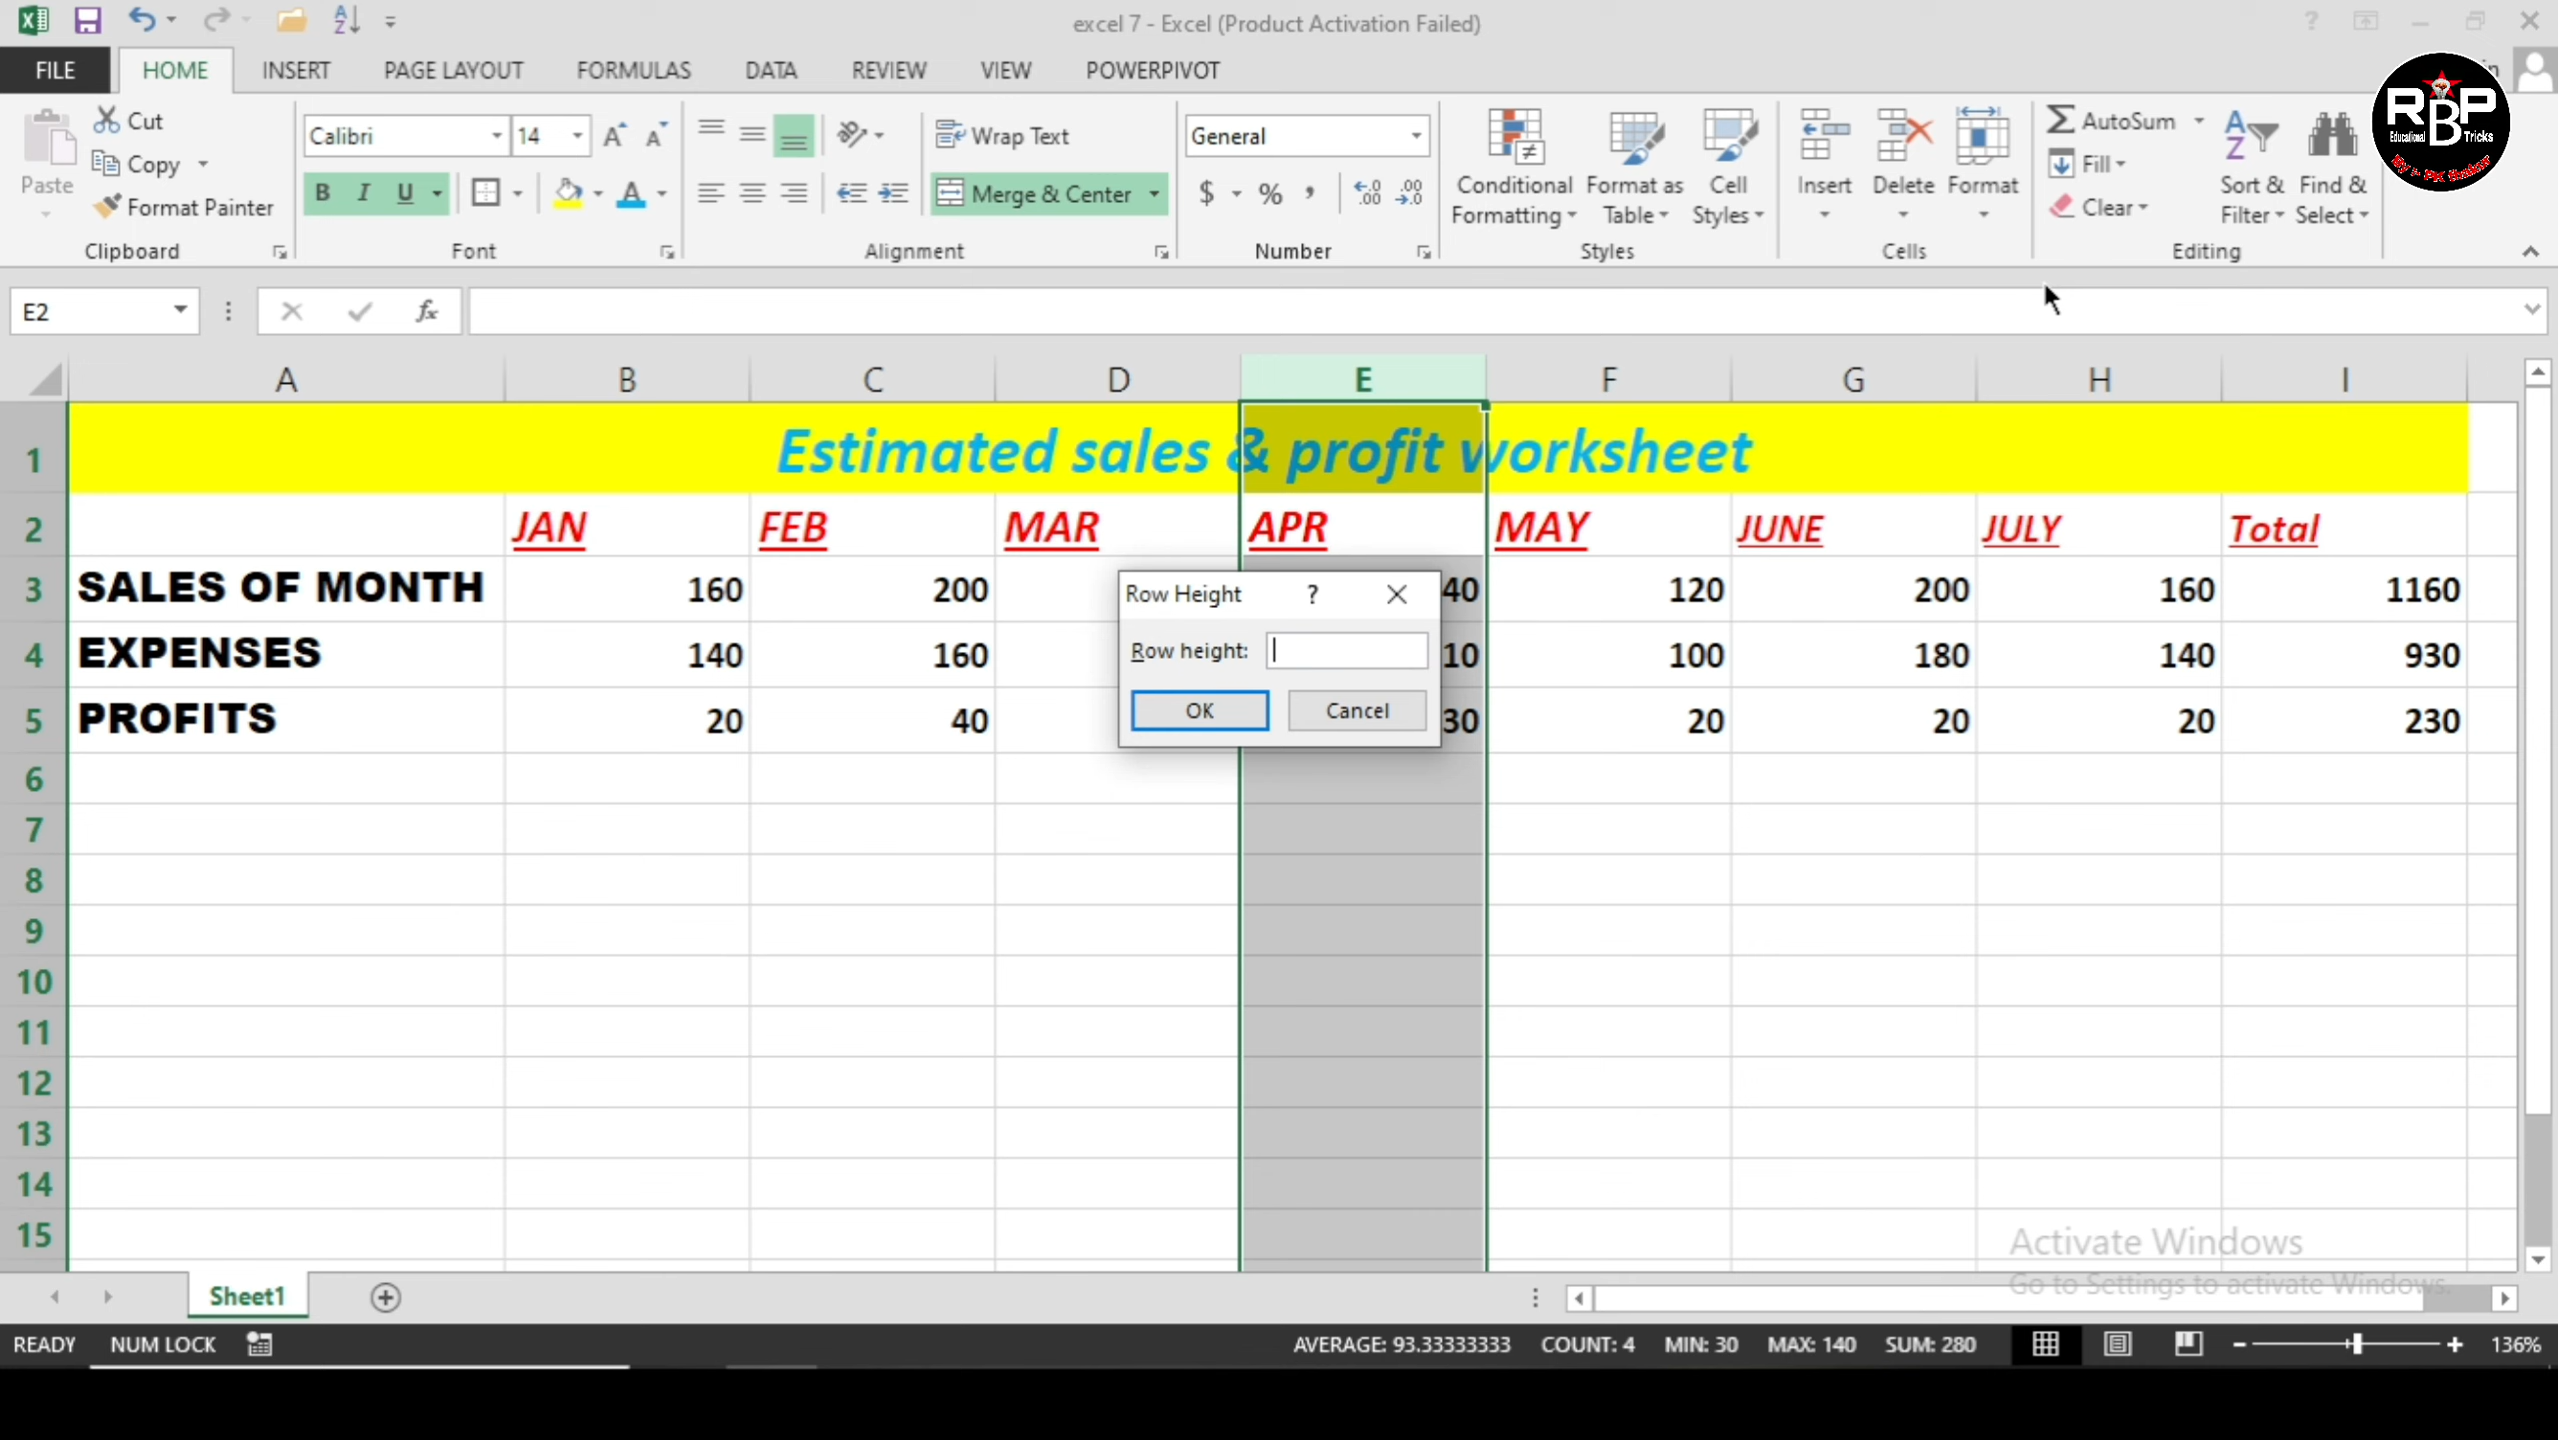 excel 7 - Excel (Product Activation Failed)
FILE HOME INSERT PAGE LAYOUT FORMULAS DATA REVIEW VIEW POWERPIVOT
Paste
Cut
Copy
Format Painter
Clipboard
Calibri 14
B I U
Font
Wrap Text
Merge & Center
Alignment
General
$ % ,
Number
Conditional Formatting
Format as Table
Cell Styles
Styles
Insert Delete Format
Cells
AutoSum
Fill
Clear
Sort & Filter
Find & Select
Editing
RBP
Educational Tricks
E2
fx
A B C D E F G H I
1 Estimated sales & profit worksheet
2 JAN FEB MAR APR MAY JUNE JULY Total
3 SALES OF MONTH 160 200 40 120 200 160 1160
4 EXPENSES 140 160 10 100 180 140 930
5 PROFITS 20 40 30 20 20 20 230
6
7
8
9
10
11
12
13
14
15
Row Height ?
Row height:
OK Cancel
Activate Windows
Go to Settings to activate Windows.
Sheet1
READY NUM LOCK AVERAGE: 93.33333333 COUNT: 4 MIN: 30 MAX: 140 SUM: 280 136%